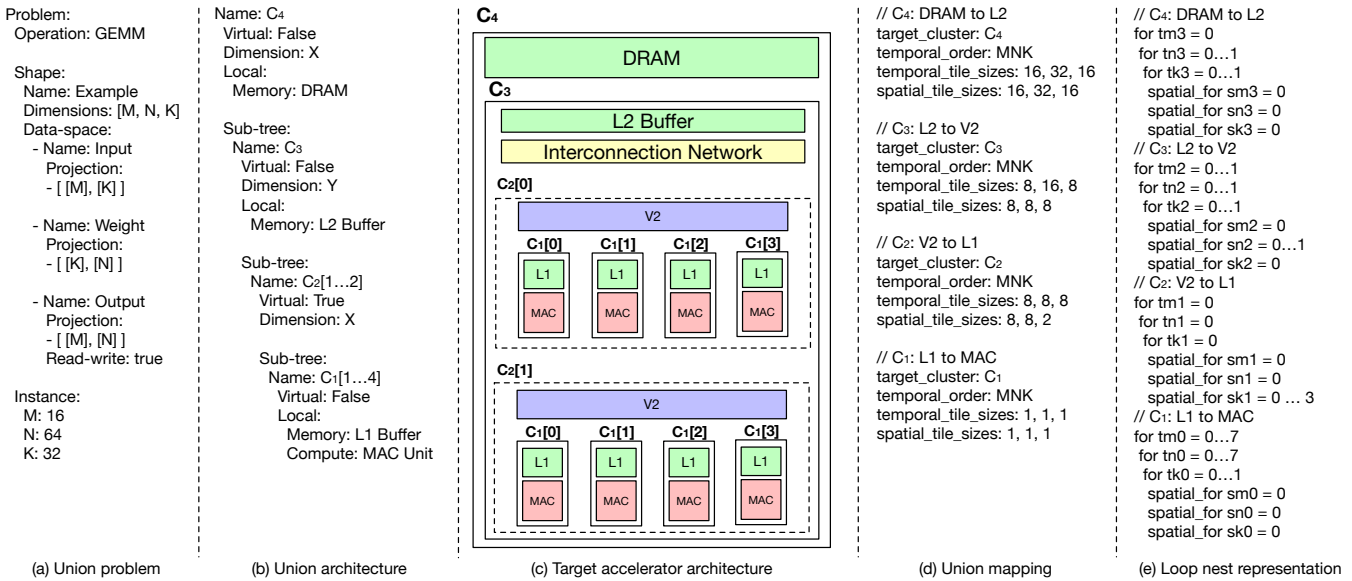 Problem:
Operation: GEMM
Shape:
Name: Example
Dimensions: [M, N, K]
Data-space:
- Name: Input
Projection:
- [ [M], [K] ]
- Name: Weight
Projection:
- [ [K], [N] ]
- Name: Output
Projection:
- [ [M], [N] ]
Read-write: true
Instance:
M: 16
N: 64
K: 32
(a) Union problem
Name: C4
Virtual: False
Dimension: X
Local:
Memory: DRAM
Sub-tree:
Name: C3
Virtual: False
Dimension: Y
Local:
Memory: L2 Buffer
Sub-tree:
Name: C2[1…2]
Virtual: True
Dimension: X
Sub-tree:
Name: C1[1…4]
Virtual: False
Local:
Memory: L1 Buffer
Compute: MAC Unit
(b) Union architecture
C4
DRAM
C3
L2 Buffer
Interconnection Network
C2[0]
V2
C1[0] C1[1] C1[2] C1[3]
L1 L1 L1 L1
MAC MAC MAC MAC
C2[1]
V2
C1[0] C1[1] C1[2] C1[3]
L1 L1 L1 L1
MAC MAC MAC MAC
(c) Target accelerator architecture
// C4: DRAM to L2
target_cluster: C4
temporal_order: MNK
temporal_tile_sizes: 16, 32, 16
spatial_tile_sizes: 16, 32, 16
// C3: L2 to V2
target_cluster: C3
temporal_order: MNK
temporal_tile_sizes: 8, 16, 8
spatial_tile_sizes: 8, 8, 8
// C2: V2 to L1
target_cluster: C2
temporal_order: MNK
temporal_tile_sizes: 8, 8, 8
spatial_tile_sizes: 8, 8, 2
// C1: L1 to MAC
target_cluster: C1
temporal_order: MNK
temporal_tile_sizes: 1, 1, 1
spatial_tile_sizes: 1, 1, 1
(d) Union mapping
// C4: DRAM to L2
for tm3 = 0
for tn3 = 0…1
for tk3 = 0…1
spatial_for sm3 = 0
spatial_for sn3 = 0
spatial_for sk3 = 0
// C3: L2 to V2
for tm2 = 0…1
for tn2 = 0…1
for tk2 = 0…1
spatial_for sm2 = 0
spatial_for sn2 = 0…1
spatial_for sk2 = 0
// C2: V2 to L1
for tm1 = 0
for tn1 = 0
for tk1 = 0
spatial_for sm1 = 0
spatial_for sn1 = 0
spatial_for sk1 = 0 … 3
// C1: L1 to MAC
for tm0 = 0…7
for tn0 = 0…7
for tk0 = 0…1
spatial_for sm0 = 0
spatial_for sn0 = 0
spatial_for sk0 = 0
(e) Loop nest representation